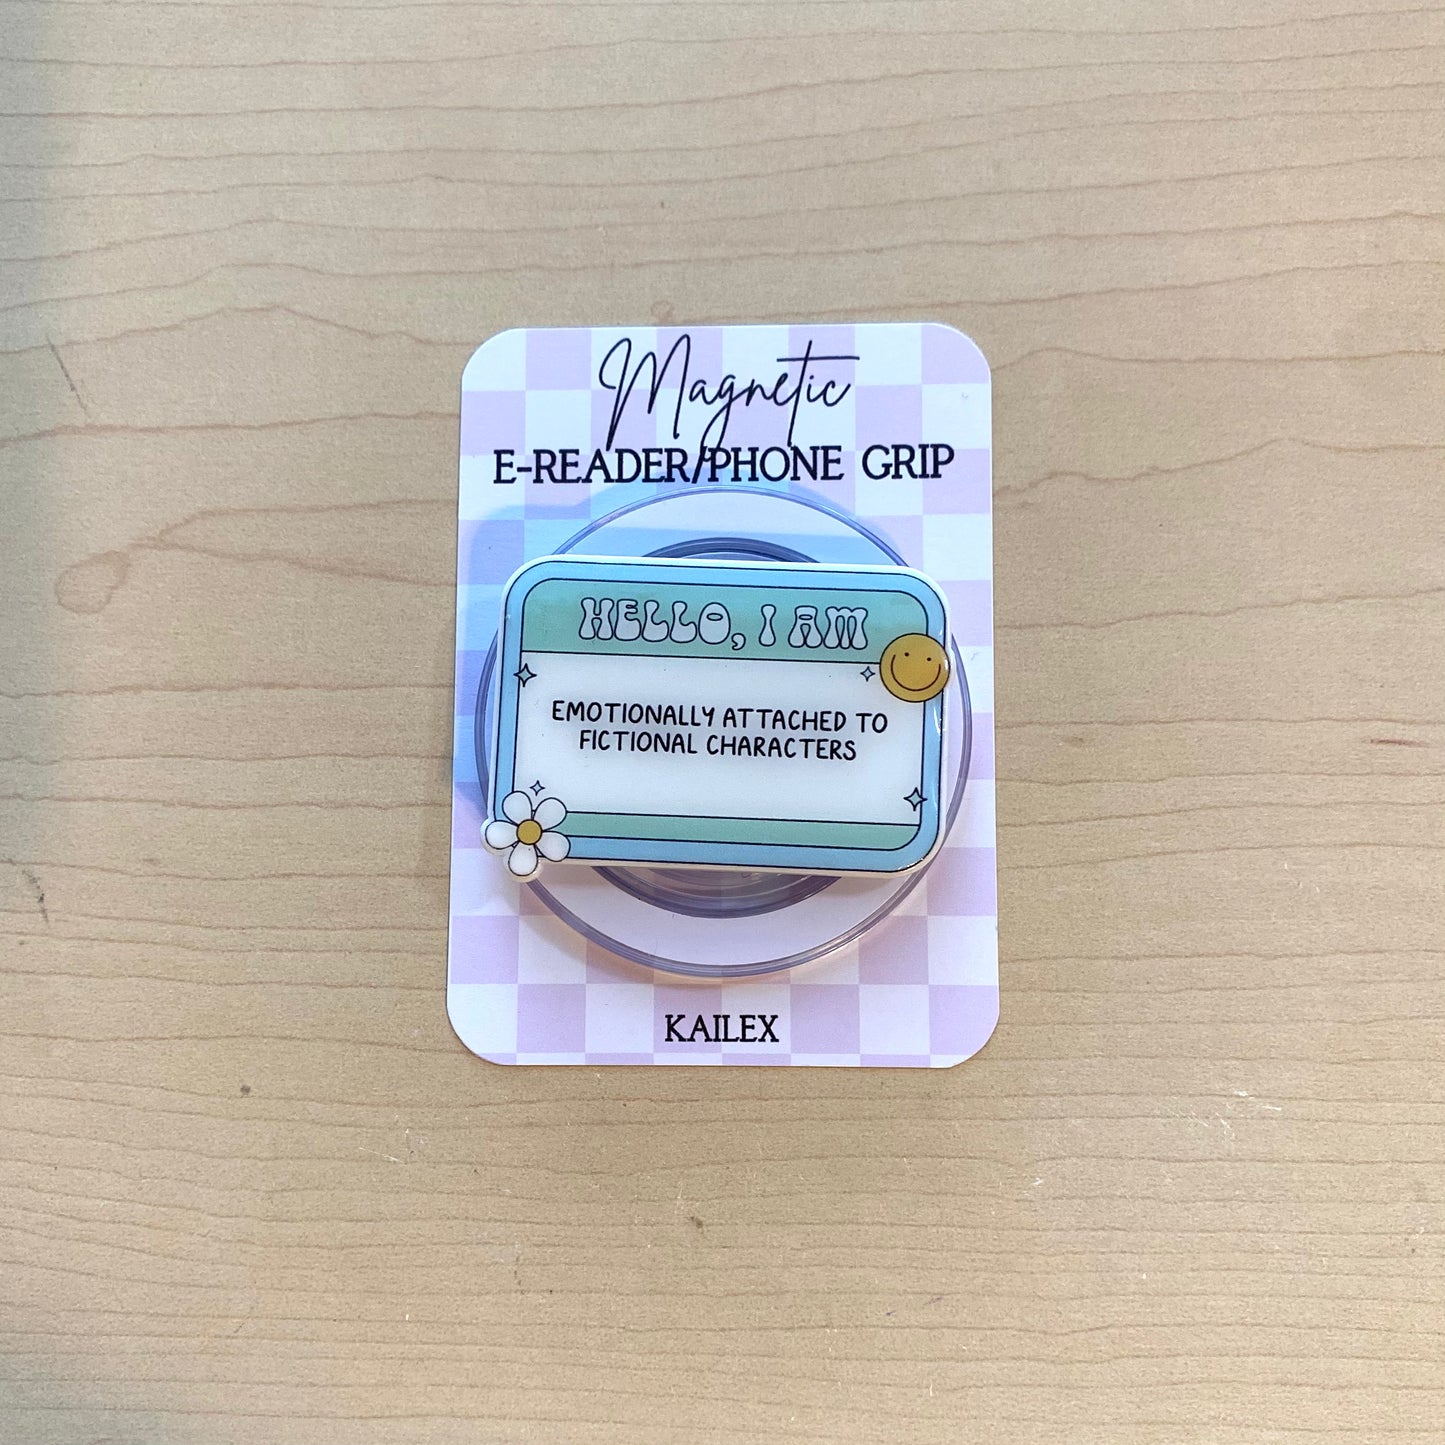 Magnetic
E-READER/PHONE GRIP
HELLO, I AM
EMOTIONALLY ATTACHED TO
FICTIONAL CHARACTERS
KAILEX